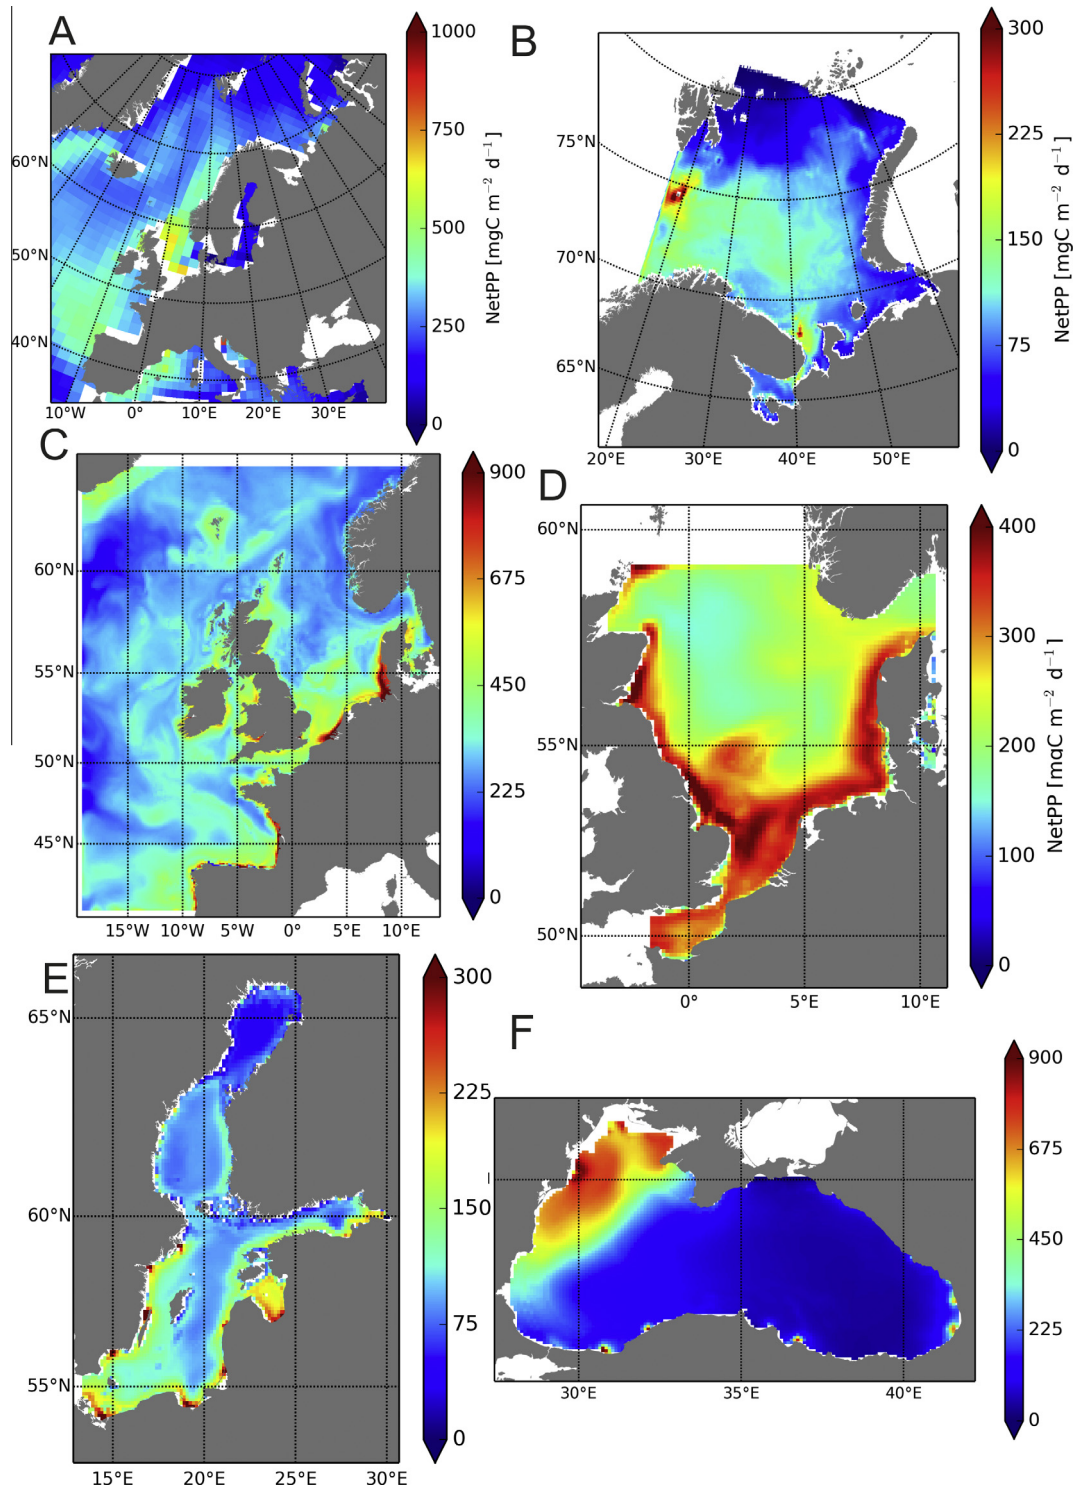 A
1000
750
500
250
0
NetPP [mgC m⁻² d⁻¹]
60°N
50°N
40°N
10°W
0°
10°E
20°E
30°E
B
300
225
150
75
0
NetPP [mgC m⁻² d⁻¹]
75°N
70°N
65°N
20°E
30°E
40°E
50°E
C
900
675
450
225
0
60°N
55°N
50°N
45°N
15°W
10°W
5°W
0°
5°E
10°E
D
400
300
200
100
0
NetPP [mgC m⁻² d⁻¹]
60°N
55°N
50°N
0°
5°E
10°E
E
300
225
150
75
0
65°N
60°N
55°N
15°E
20°E
25°E
30°E
F
900
675
450
225
0
30°E
35°E
40°E